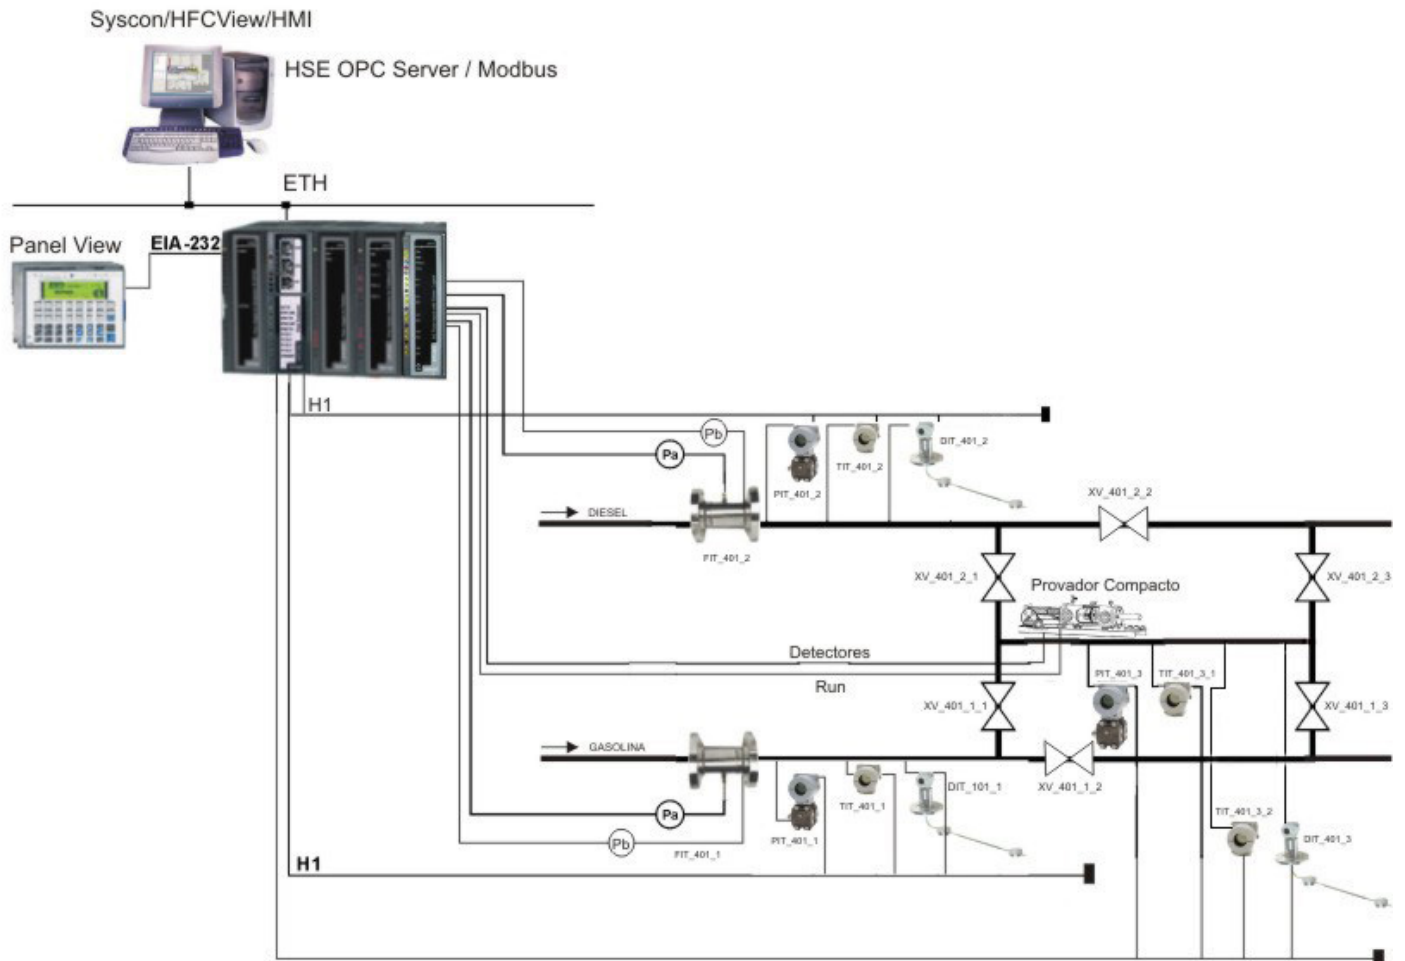 Syscon/HFCView/HMI
HSE OPC Server / Modbus
ETH
Panel View
EIA-232
H1
Pb
Pa
DIT_401_2
TIT_401_2
PIT_401_2
XV_401_2_2
DIESEL
FIT_401_2
XV_401_2_1
XV_401_2_3
Provador Compacto
Detectores
Run
PIT_401_3
TIT_401_3_1
XV_401_1_1
XV_401_1_3
GASOLINA
DIT_101_1
XV_401_1_2
TIT_401_1
Pa
TIT_401_3_2
PIT_401_1
DIT_401_3
Pb
FIT_401_1
H1